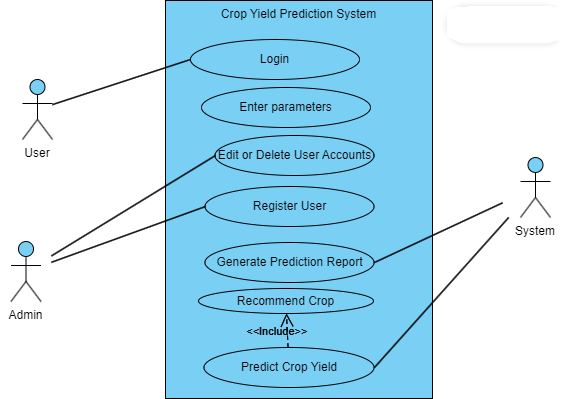 Crop Yield Prediction System
Login
Enter parameters
User
Edit or Delete User Accounts
Register User
System
Generate Prediction Report
Recommend Crop
Admin
<<Include>>
Predict Crop Yield